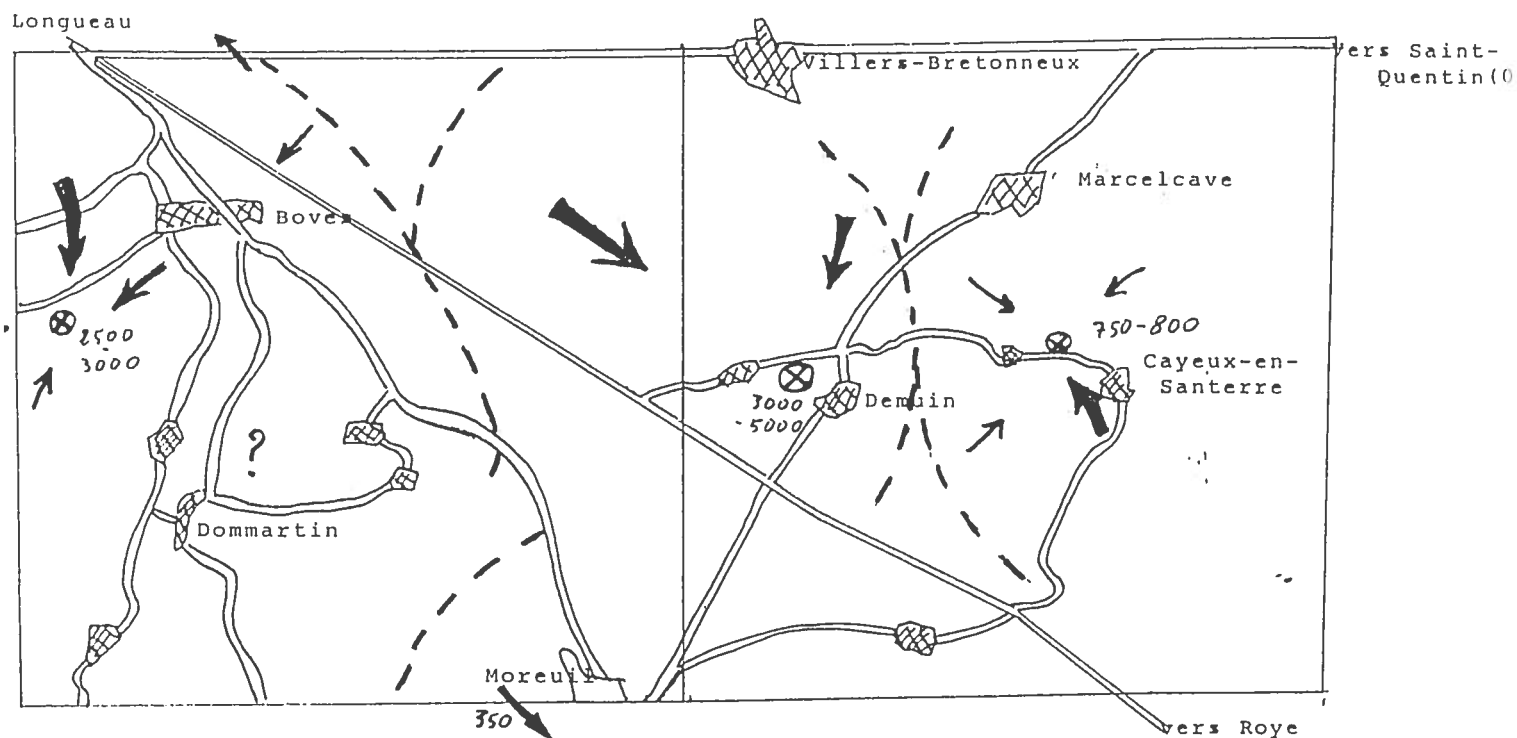 Longueau
Villers-Bretonneux
Vers Saint-
Quentin(0
Marcelcave
Boves
2500
3000
750-800
Cayeux-en-
Santerre
3000
-5000
Demuin
?
Dommartin
Moreuil
350
vers Roye